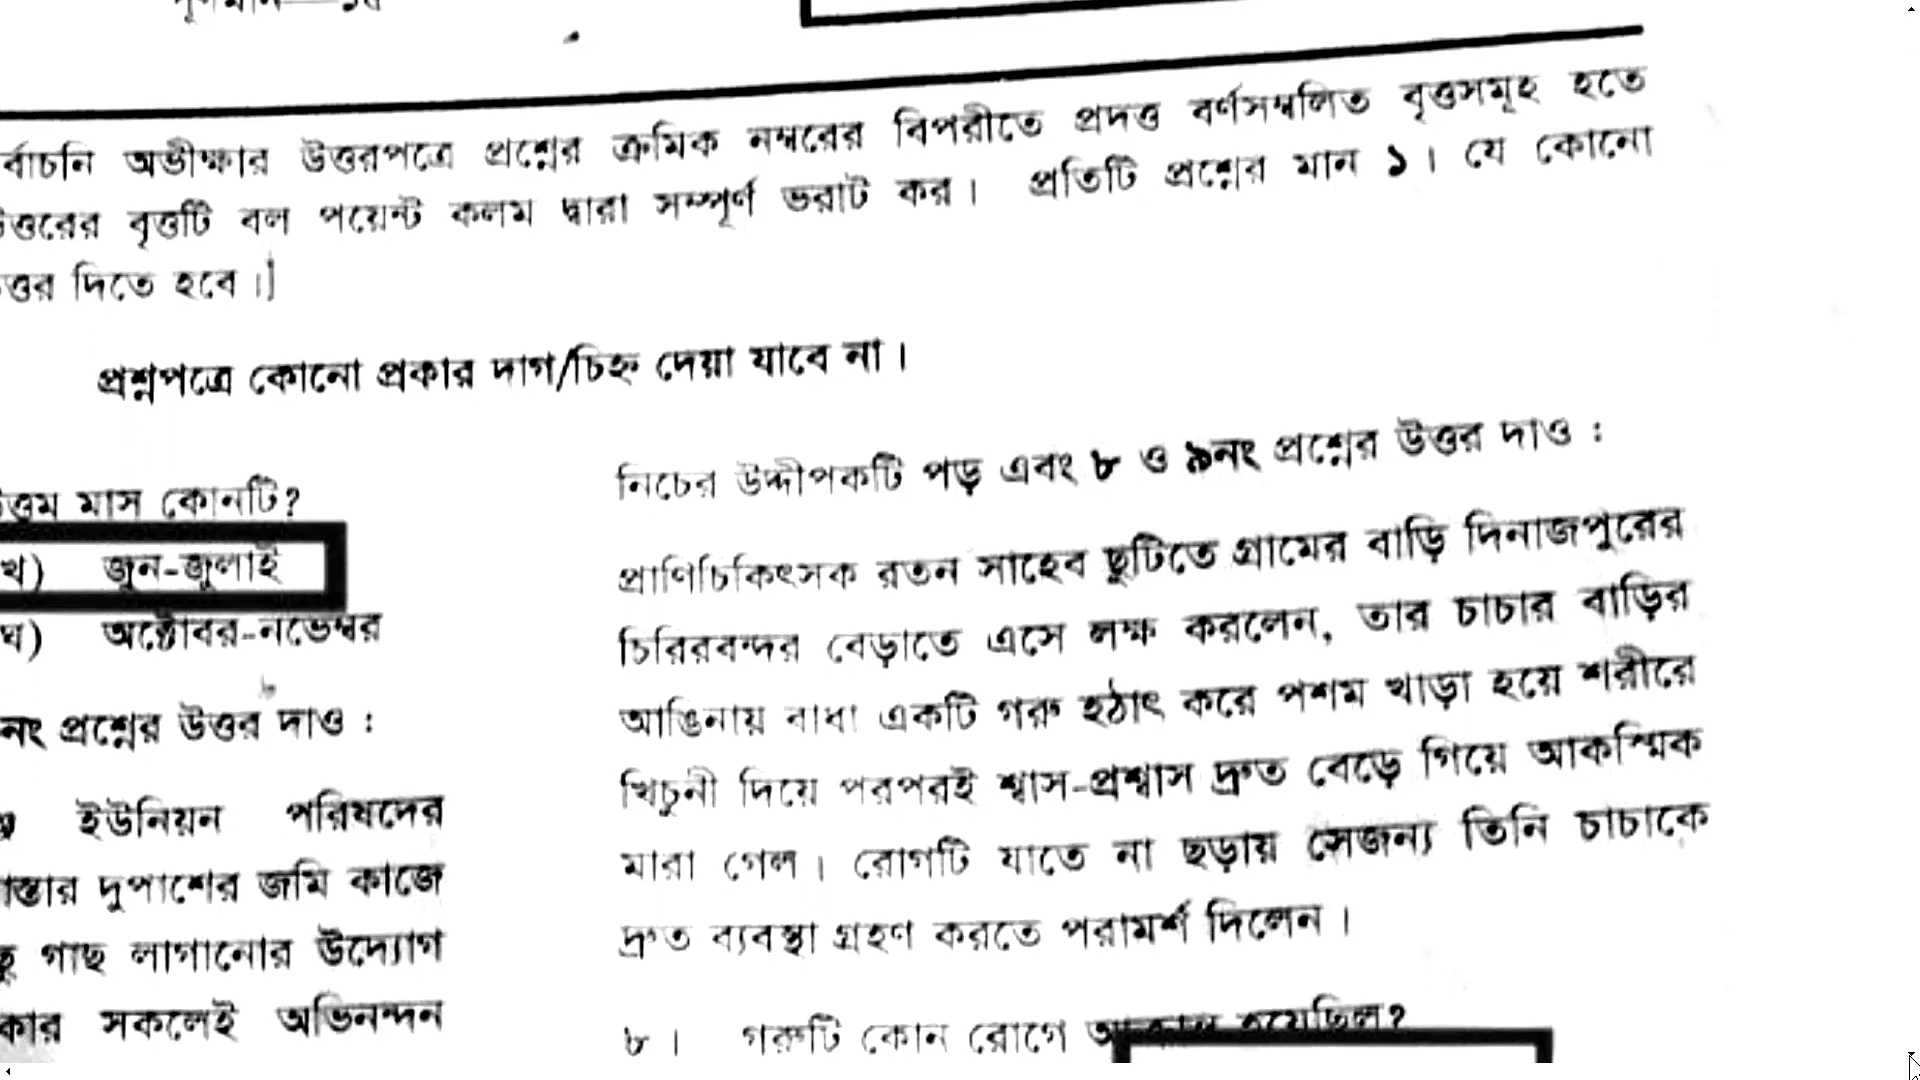 র্বাচনি অভীক্ষার উত্তরপত্রে প্রশ্নের ক্রমিক নম্বরের বিপরীতে প্রদত্ত বর্ণসম্বলিত বৃত্তসমূহ হতে
ত্তরের বৃত্তটি বল পয়েন্ট কলম দ্বারা সম্পূর্ণ ভরাট কর। প্রতিটি প্রশ্নের মান ১। যে কোনো
ত্তর দিতে হবে।]
প্রশ্নপত্রে কোনো প্রকার দাগ/চিহ্ন দেয়া যাবে না।
ত্তম মাস কোনটি?
খ) জুন-জুলাই
ঘ) অক্টোবর-নভেম্বর
নং প্রশ্নের উত্তর দাও :
ইউনিয়ন পরিষদের
স্তার দুপাশের জমি কাজে
গাছ লাগানোর উদ্যোগ
কার সকলেই অভিনন্দন
নিচের উদ্দীপকটি পড় এবং ৮ ও ৯নং প্রশ্নের উত্তর দাও :
প্রাণিচিকিৎসক রতন সাহেব ছুটিতে গ্রামের বাড়ি দিনাজপুরের
চিরিরবন্দর বেড়াতে এসে লক্ষ করলেন, তার চাচার বাড়ির
আঙিনায় বাধা একটি গরু হঠাৎ করে পশম খাড়া হয়ে শরীরে
খিচুনী দিয়ে পরপরই শ্বাস-প্রশ্বাস দ্রুত বেড়ে গিয়ে আকস্মিক
মারা গেল। রোগটি যাতে না ছড়ায় সেজন্য তিনি চাচাকে
দ্রুত ব্যবস্থা গ্রহণ করতে পরামর্শ দিলেন।
৮। গরুটি কোন রোগে আক্রান্ত হয়েছিল?